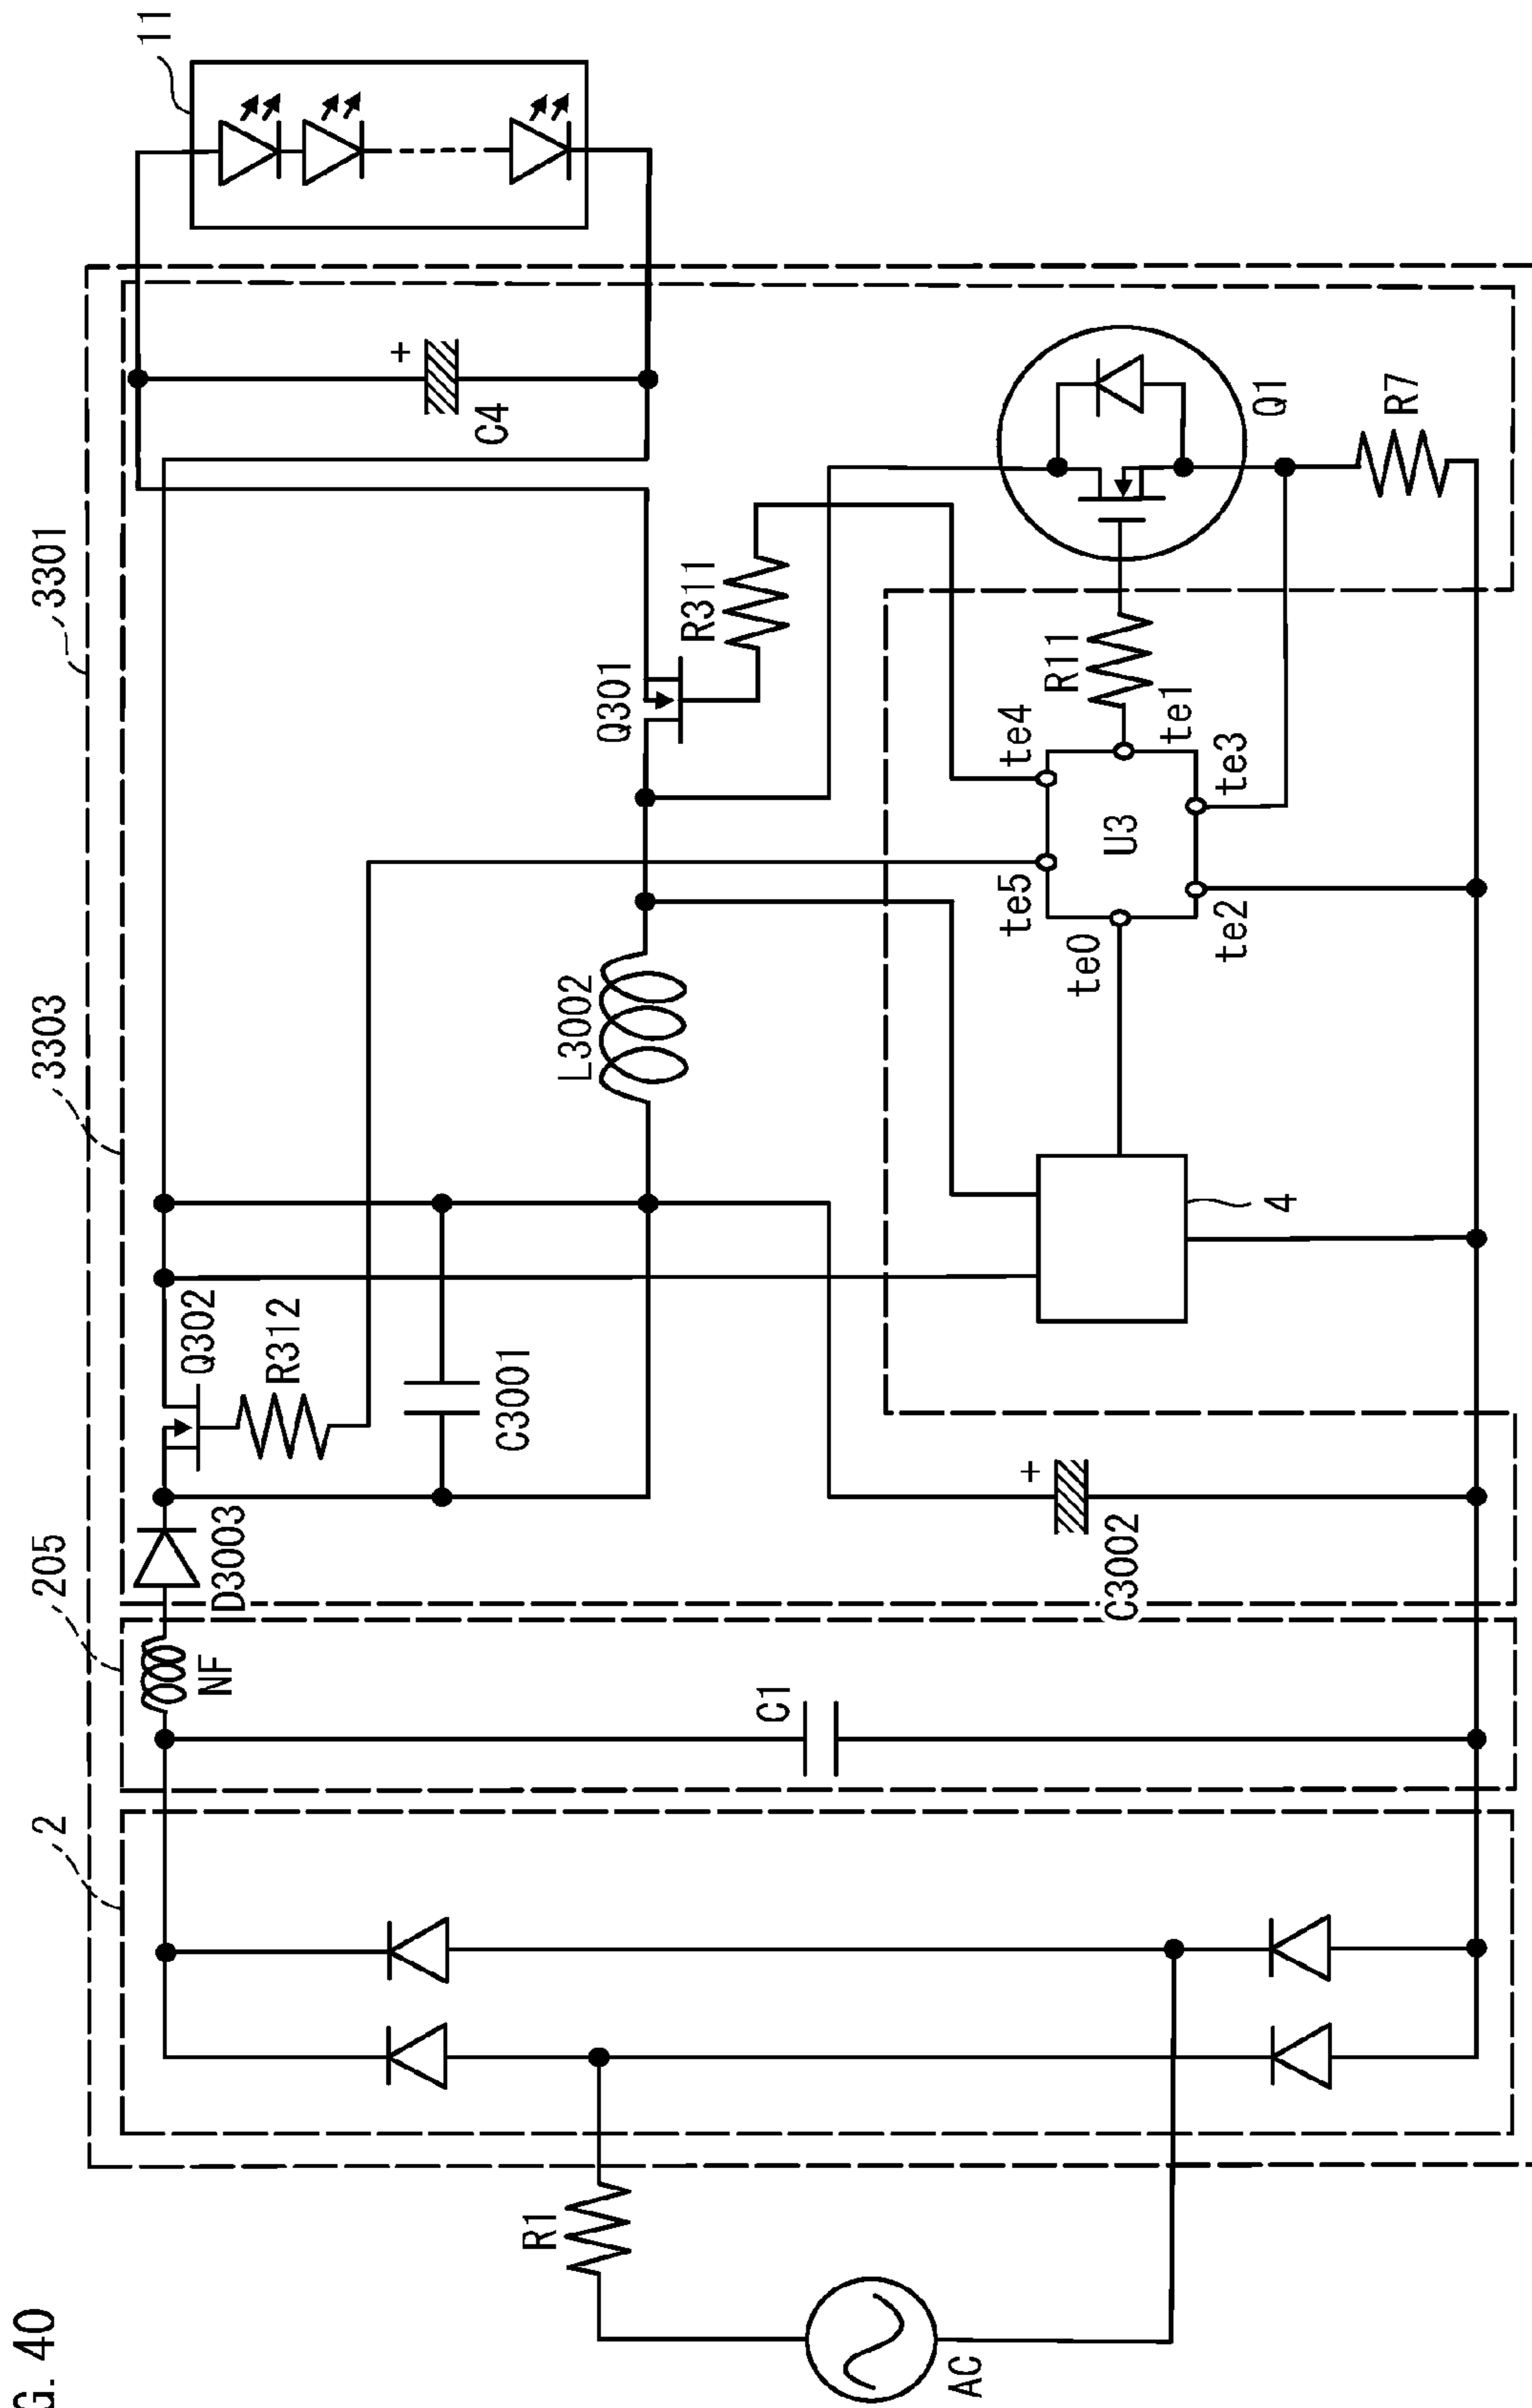 G. 40
3301
3303
205
2
11
Q302
R312
D3003
NF
C3001
L3002
Q301
R311
+
C4
C1
+
C3002
te5
te4
te0
U3
te1
te2
te3
R11
Q1
R7
4
R1
AC